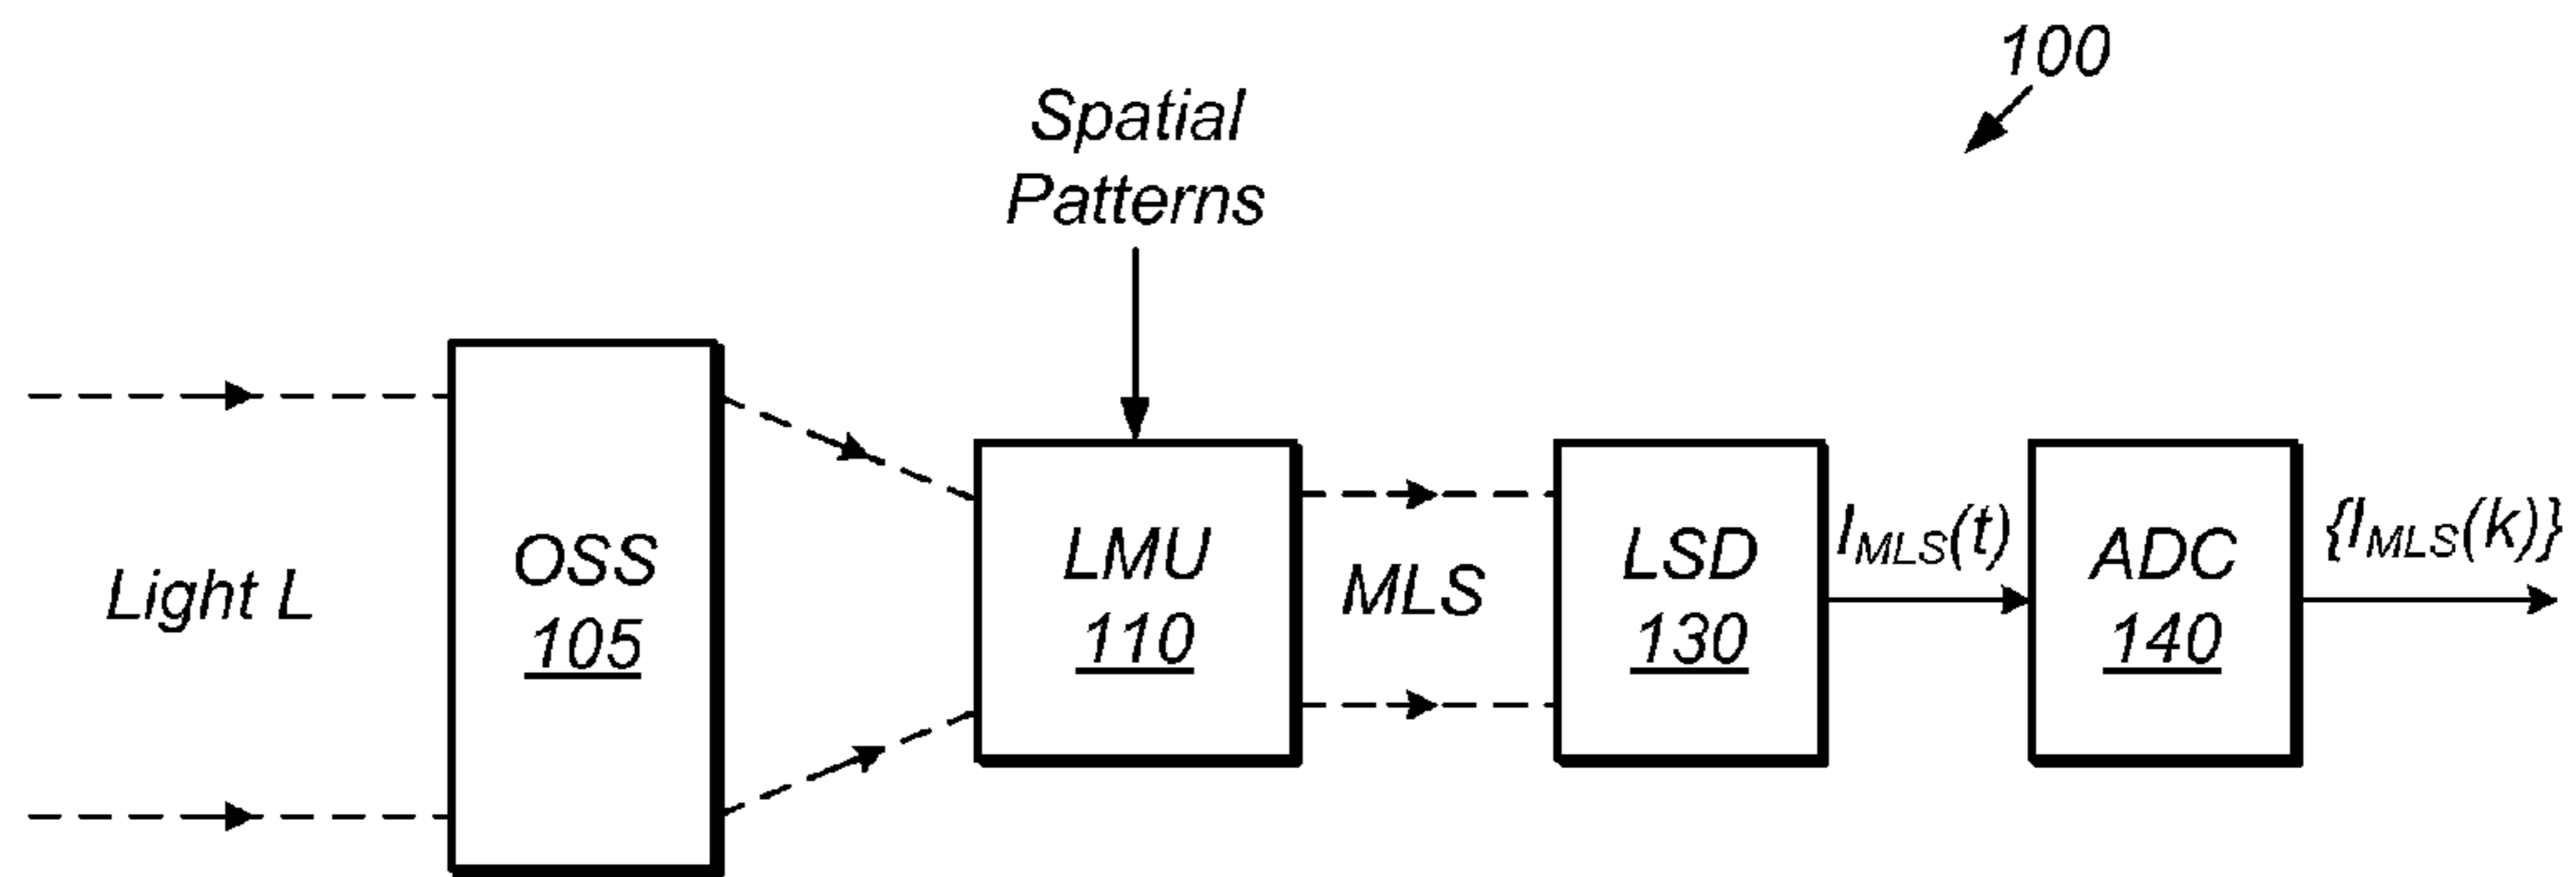 100
Spatial
Patterns
Light L
OSS
105
LMU
110
MLS
LSD
130
I_MLS(t)
ADC
140
{I_MLS(k)}